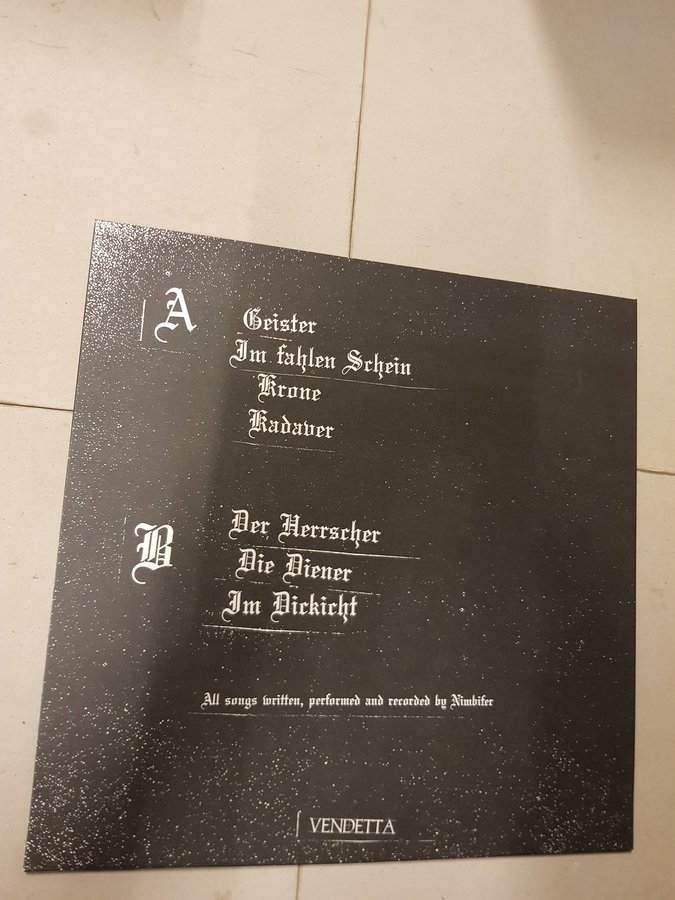 A
Geister
Im fahlen Schein
Krone
Kadaver
B
Der Herrscher
Die Diener
Im Dickicht
All songs written, performed and recorded by Nimbifer
VENDETTA